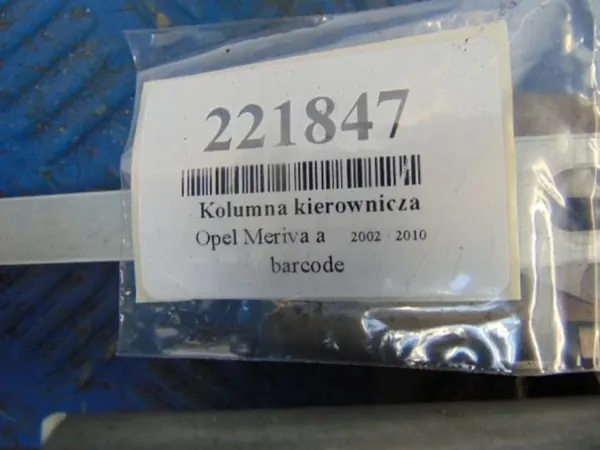 221847
Kolumna kierownicza
Opel Meriva a 2002 - 2010
barcode